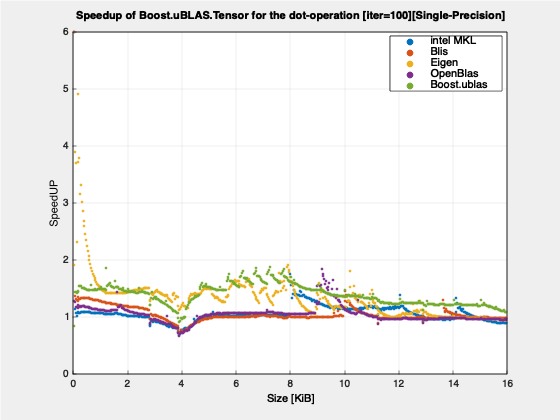 Speedup of Boost.uBLAS.Tensor for the dot-operation [iter=100][Single-Precision]
6
5
4
3
2
1
0
SpeedUP
intel MKL
Blis
Eigen
OpenBlas
Boost.ublas
0 2 4 6 8 10 12 14 16
Size [KiB]